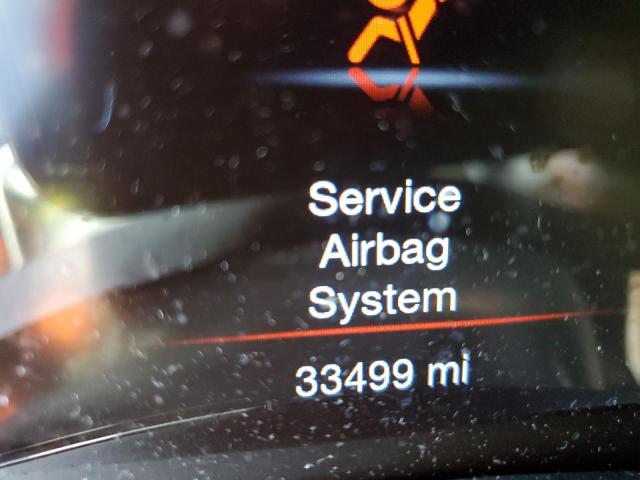 Service
Airbag
System
33499 mi